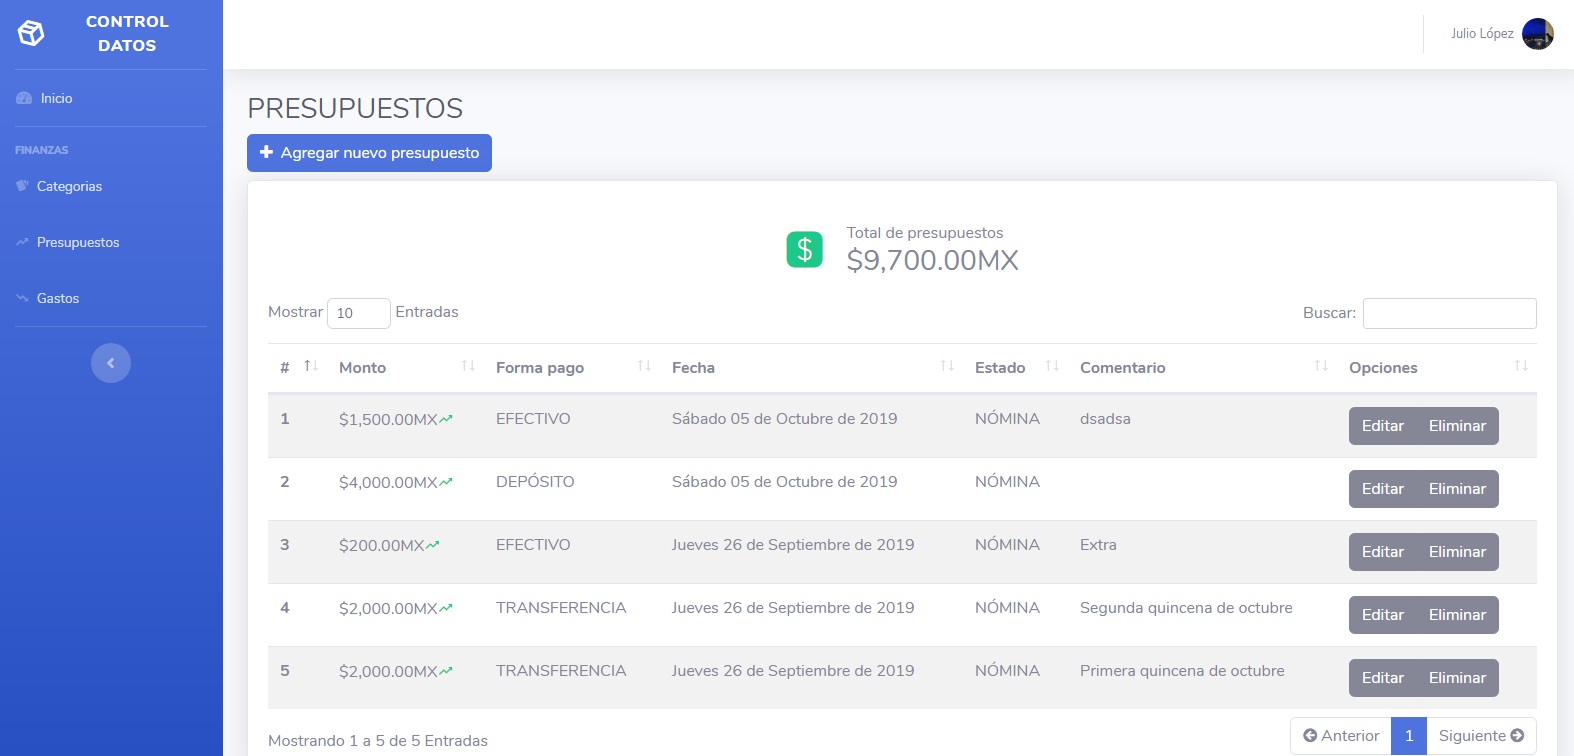 CONTROL
DATOS
Julio López
Inicio
FINANZAS
Categorias
Presupuestos
Gastos
PRESUPUESTOS
Agregar nuevo presupuesto
Total de presupuestos
$9,700.00MX
Mostrar 10 Entradas
Buscar:
# Monto Forma pago Fecha Estado Comentario Opciones
1 $1,500.00MX EFECTIVO Sábado 05 de Octubre de 2019 NÓMINA dsadsa Editar Eliminar
2 $4,000.00MX DEPÓSITO Sábado 05 de Octubre de 2019 NÓMINA Editar Eliminar
3 $200.00MX EFECTIVO Jueves 26 de Septiembre de 2019 NÓMINA Extra Editar Eliminar
4 $2,000.00MX TRANSFERENCIA Jueves 26 de Septiembre de 2019 NÓMINA Segunda quincena de octubre Editar Eliminar
5 $2,000.00MX TRANSFERENCIA Jueves 26 de Septiembre de 2019 NÓMINA Primera quincena de octubre Editar Eliminar
Mostrando 1 a 5 de 5 Entradas
Anterior 1 Siguiente